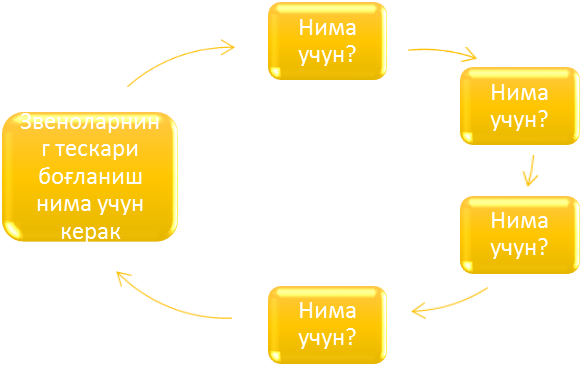 Нима
учун?
Нима
учун?
Звеноларнин
г тескари
боғланиш
нима учун
керак
Нима
учун?
Нима
учун?